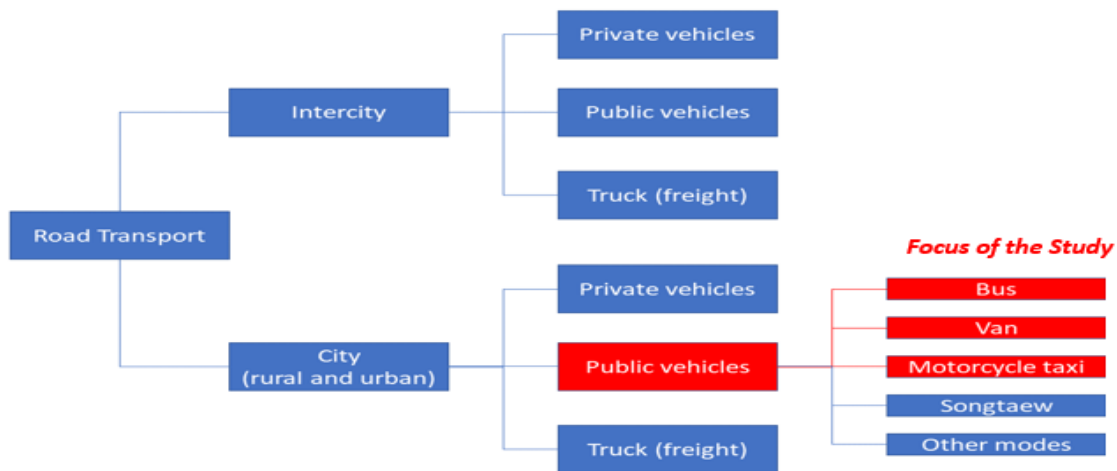 Road Transport
Intercity
Private vehicles
Public vehicles
Truck (freight)
City
(rural and urban)
Private vehicles
Public vehicles
Truck (freight)
Focus of the Study
Bus
Van
Motorcycle taxi
Songtaew
Other modes